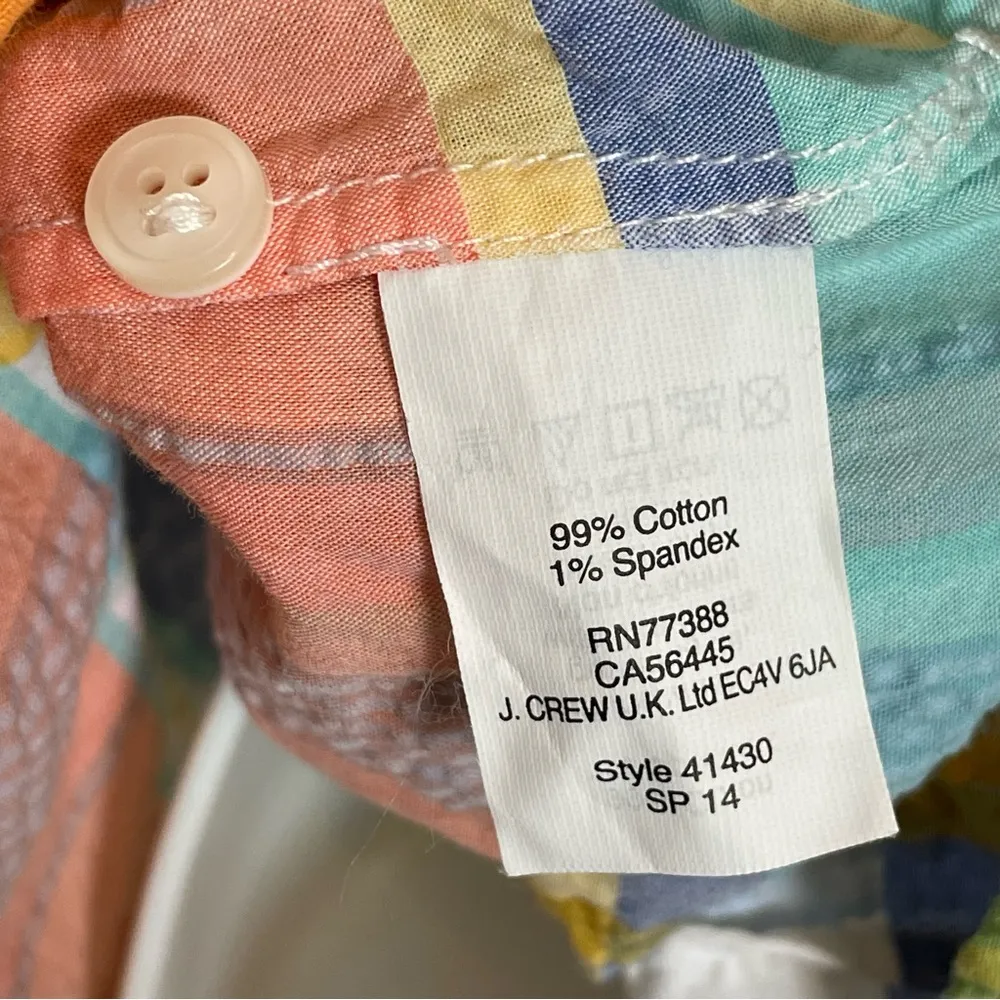 99% Cotton
1% Spandex
RN77388
CA56445
J. CREW U.K. Ltd EC4V 6JA
Style 41430
SP 14